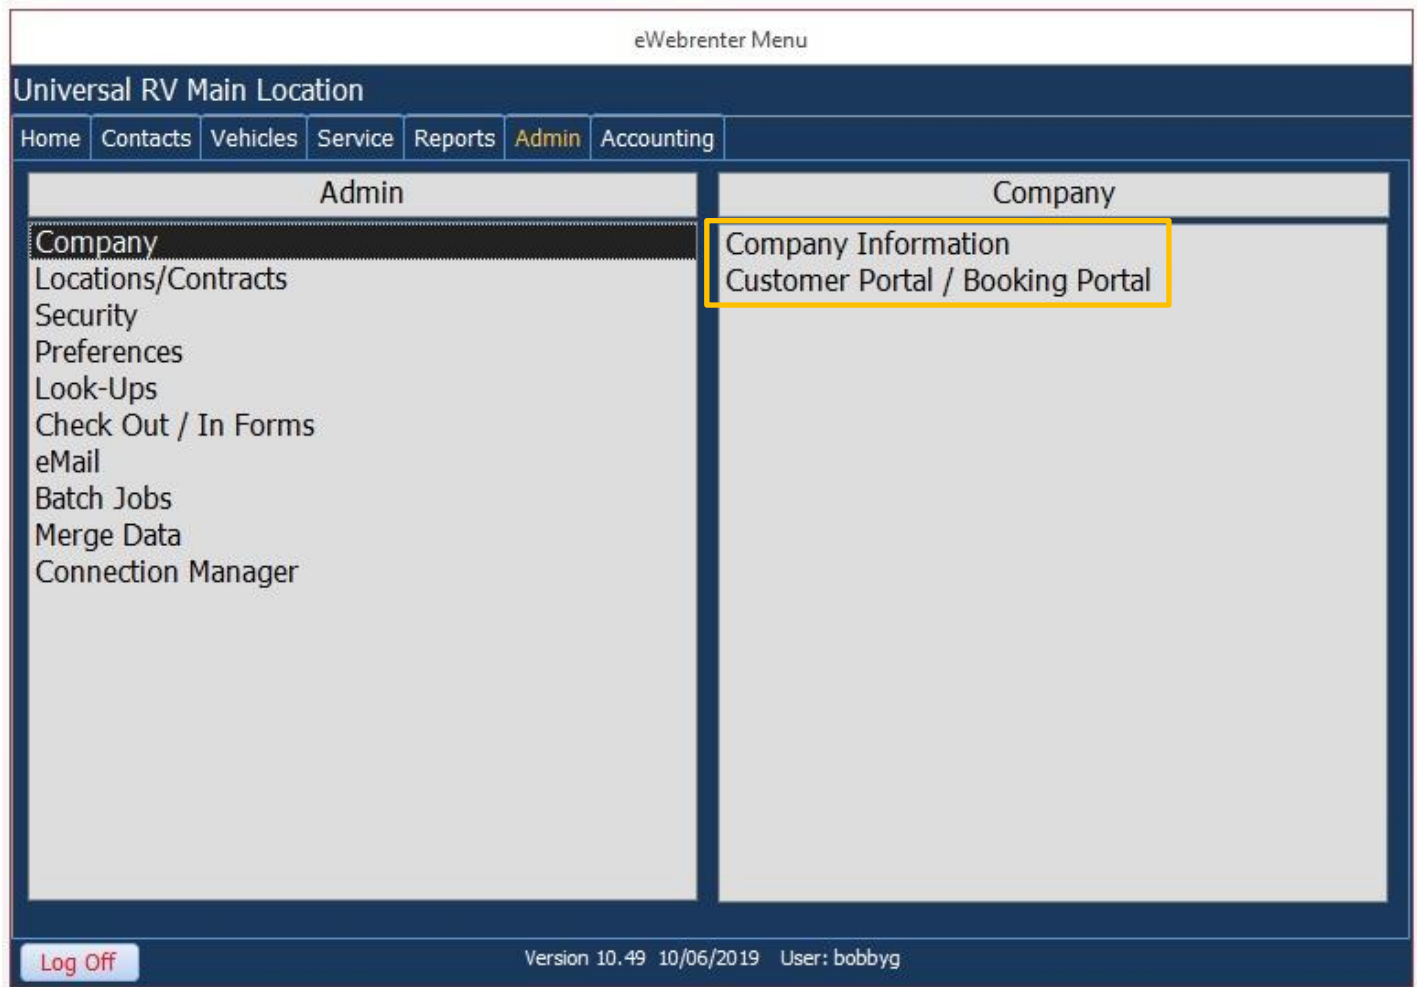 eWebrenter Menu
Universal RV Main Location
Home Contacts Vehicles Service Reports Admin Accounting
Admin
Company
Locations/Contracts
Security
Preferences
Look-Ups
Check Out / In Forms
eMail
Batch Jobs
Merge Data
Connection Manager
Company
Company Information
Customer Portal / Booking Portal
Log Off
Version 10.49 10/06/2019 User: bobbyg